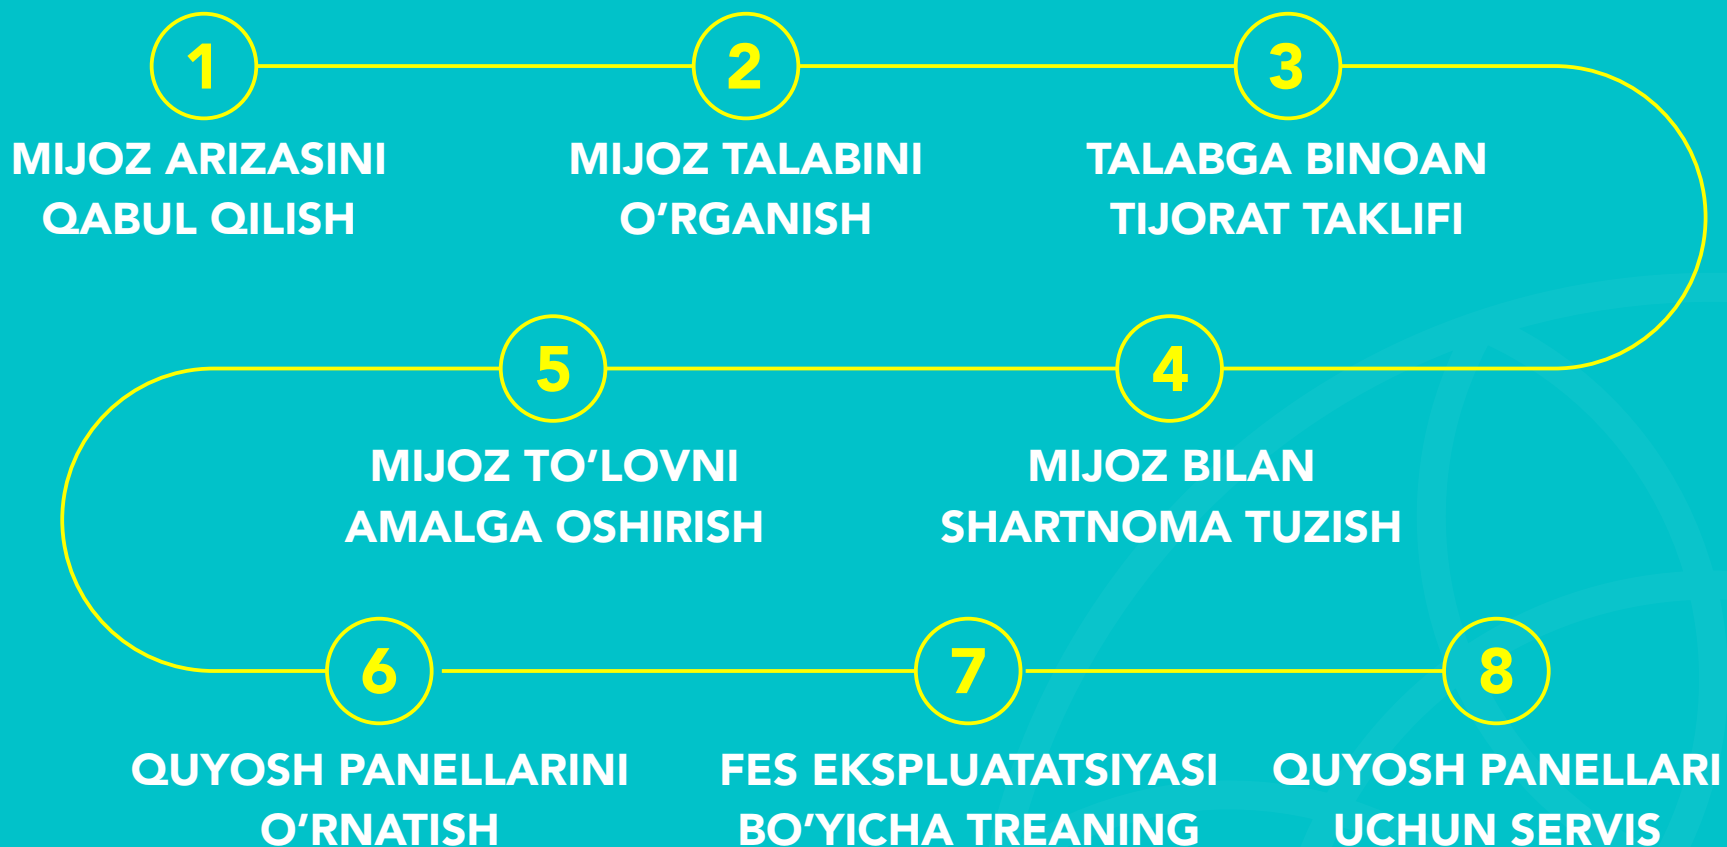 1
MIJOZ ARIZASINI
QABUL QILISH
2
MIJOZ TALABINI
O’RGANISH
3
TALABGA BINOAN
TIJORAT TAKLIFI
4
MIJOZ BILAN
SHARTNOMA TUZISH
5
MIJOZ TO’LOVNI
AMALGA OSHIRISH
6
QUYOSH PANELLARINI
O’RNATISH
7
FES EKSPLUATATSIYASI
BO’YICHA TREANING
8
QUYOSH PANELLARI
UCHUN SERVIS